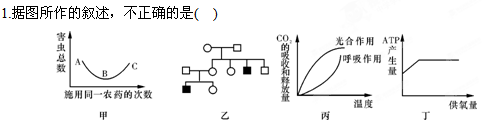 1.据图所作的叙述，不正确的是(  )
害虫总数
A
B
C
施用同一农药的次数
甲
乙
CO₂的吸收和释放量
光合作用
呼吸作用
温度
丙
ATP产生量
供氧量
丁